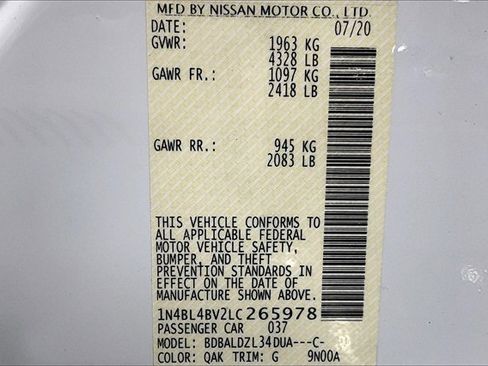 MFD BY NISSAN MOTOR CO., LTD.
DATE: 07/20
GVWR: 1963 KG
4328 LB
GAWR FR.: 1097 KG
2418 LB
GAWR RR.: 945 KG
2083 LB
THIS VEHICLE CONFORMS TO
ALL APPLICABLE FEDERAL
MOTOR VEHICLE SAFETY,
BUMPER, AND THEFT
PREVENTION STANDARDS IN
EFFECT ON THE DATE OF
MANUFACTURE SHOWN ABOVE.
1N4BL4BV2LC265978
PASSENGER CAR 037
MODEL: BDBALDZL34DUA---C-
COLOR: QAK TRIM: G 9N00A